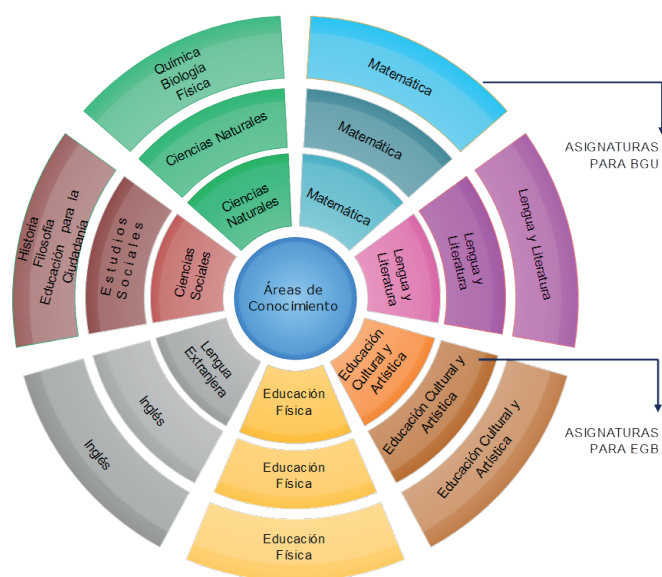 Química
Biología
Física
Ciencias Naturales
Ciencias
Naturales
Matemática
Matemática
Matemática
ASIGNATURAS
PARA BGU
Lengua y Literatura
Lengua y
Literatura
Lengua y
Literatura
Historia
Filosofía
Educación para la
Ciudadanía
Estudios
Sociales
Ciencias
Sociales
Áreas de
Conocimiento
Lengua
Extranjera
Inglés
Inglés
Educación
Cultural y
Artística
Educación Cultural y
Artística
Educación Cultural y
Artística
ASIGNATURAS
PARA EGB
Educación
Física
Educación
Física
Educación
Física